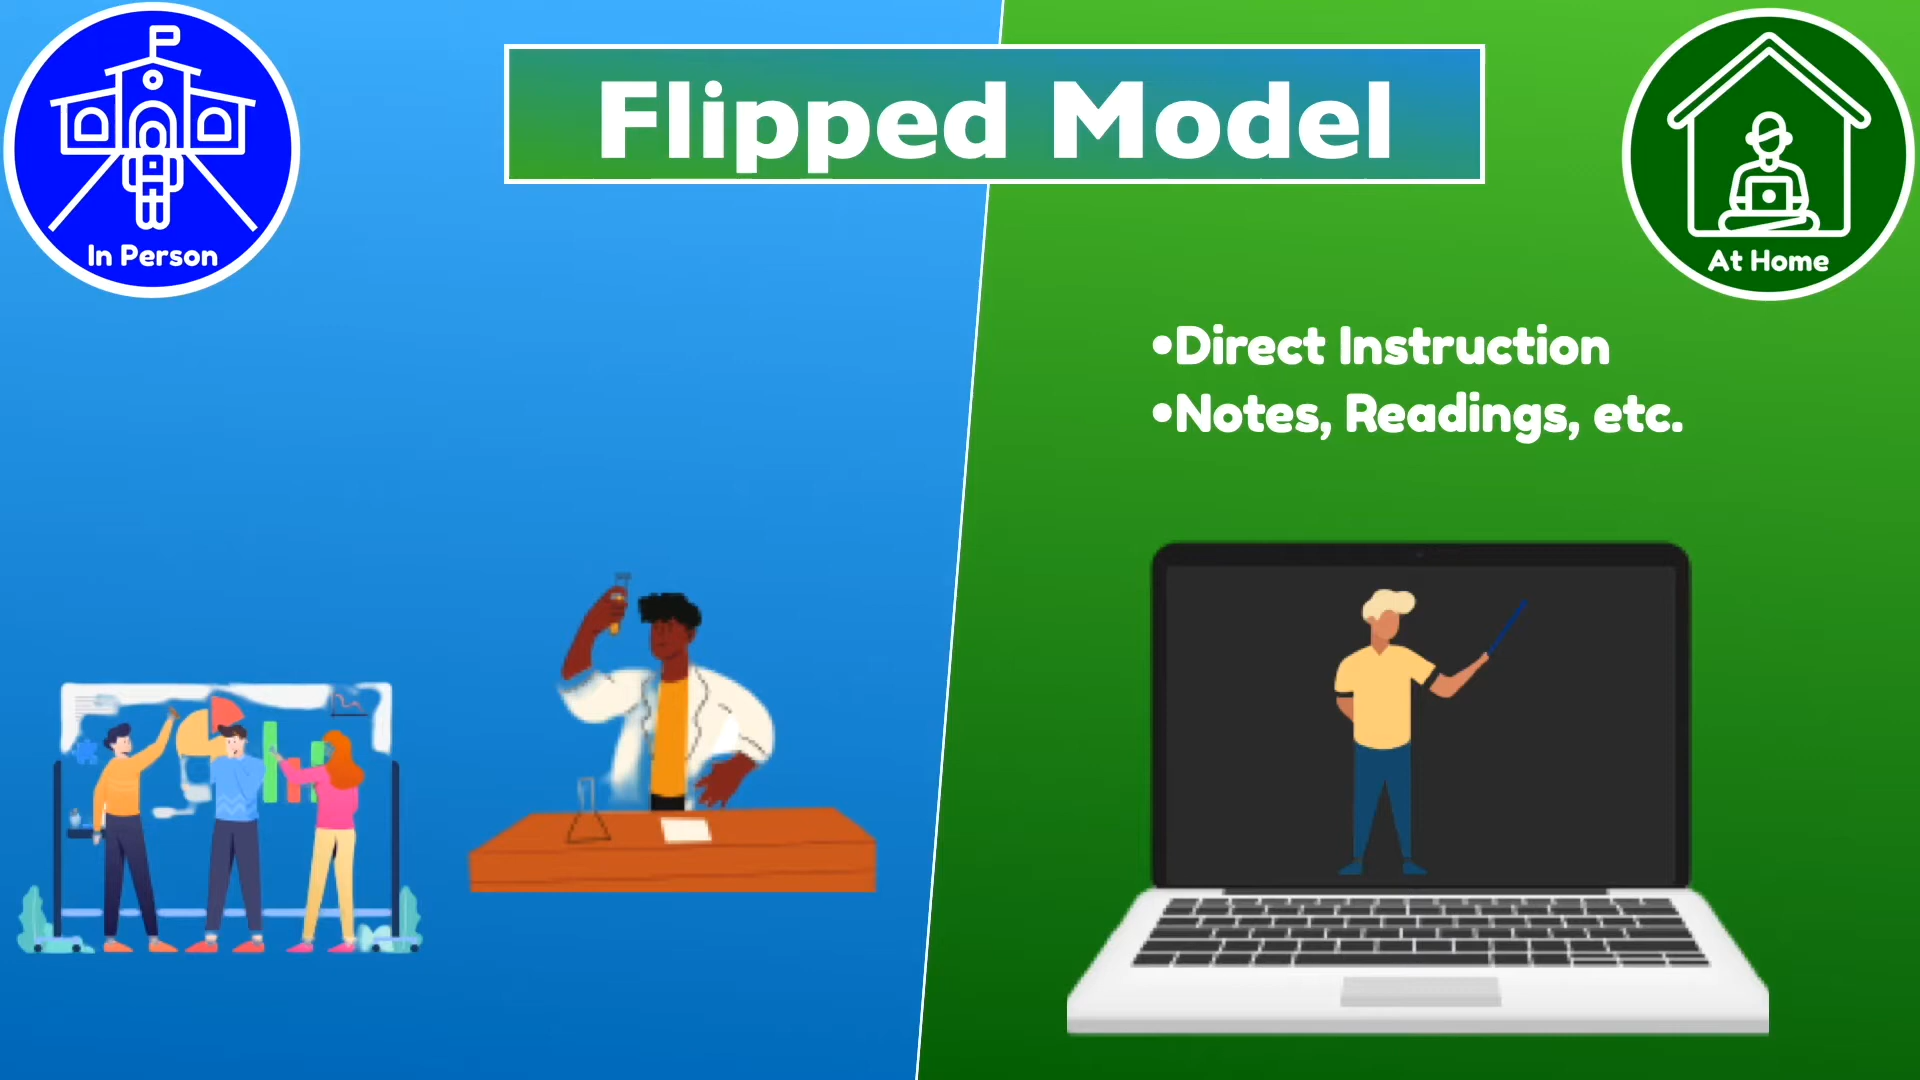 Flipped Model
In Person
At Home
•Direct Instruction
•Notes, Readings, etc.